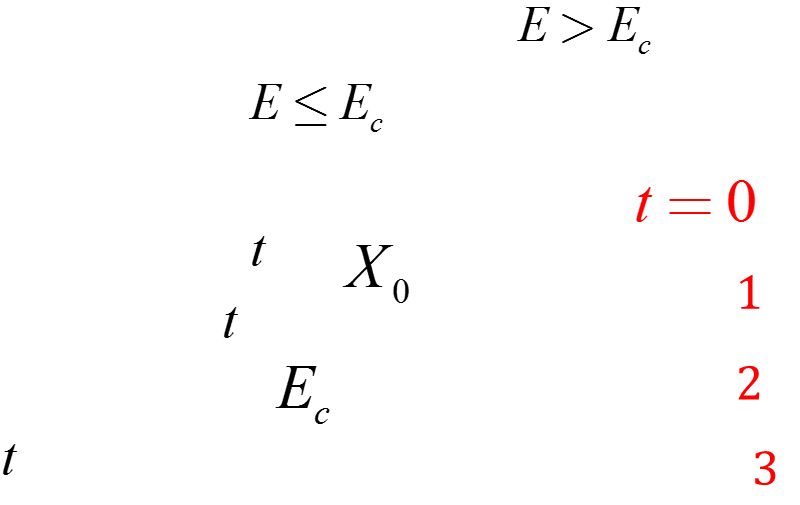 E > E_c
E ≤ E_c
t = 0
t X_0
1
t
2
E_c
t
3